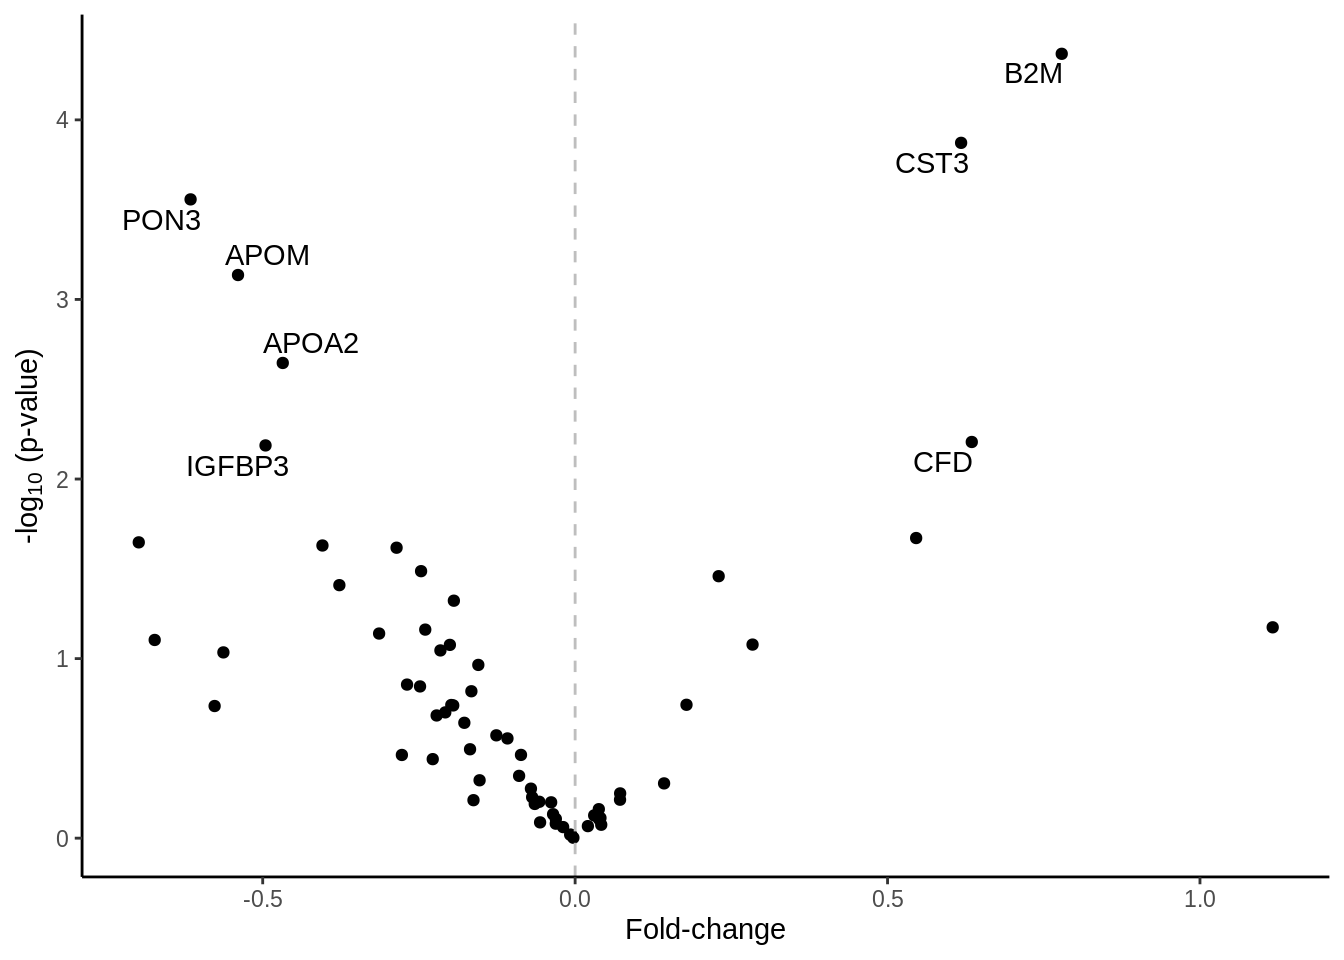 B2M
4
CST3
PON3
APOM
3
APOA2
-log10 (p-value)
IGFBP3
CFD
2
1
0
-0.5
0.0
0.5
1.0
Fold-change